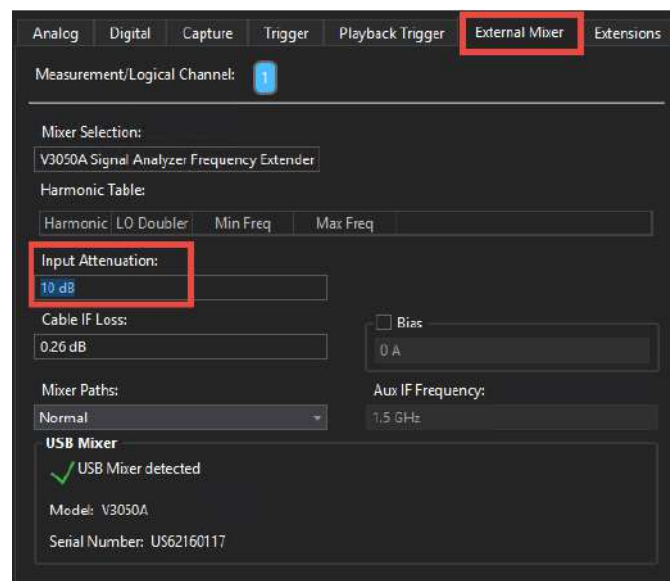 Analog Digital Capture Trigger Playback Trigger External Mixer Extensions
Measurement/Logical Channel: 1
Mixer Selection:
V3050A Signal Analyzer Frequency Extender
Harmonic Table:
Harmonic LO Doubler Min Freq Max Freq
Input Attenuation:
10 dB
Cable IF Loss:
0.26 dB
Bias
0 A
Mixer Paths:
Normal
Aux IF Frequency:
1.5 GHz
USB Mixer
USB Mixer detected
Model: V3050A
Serial Number: US62160117